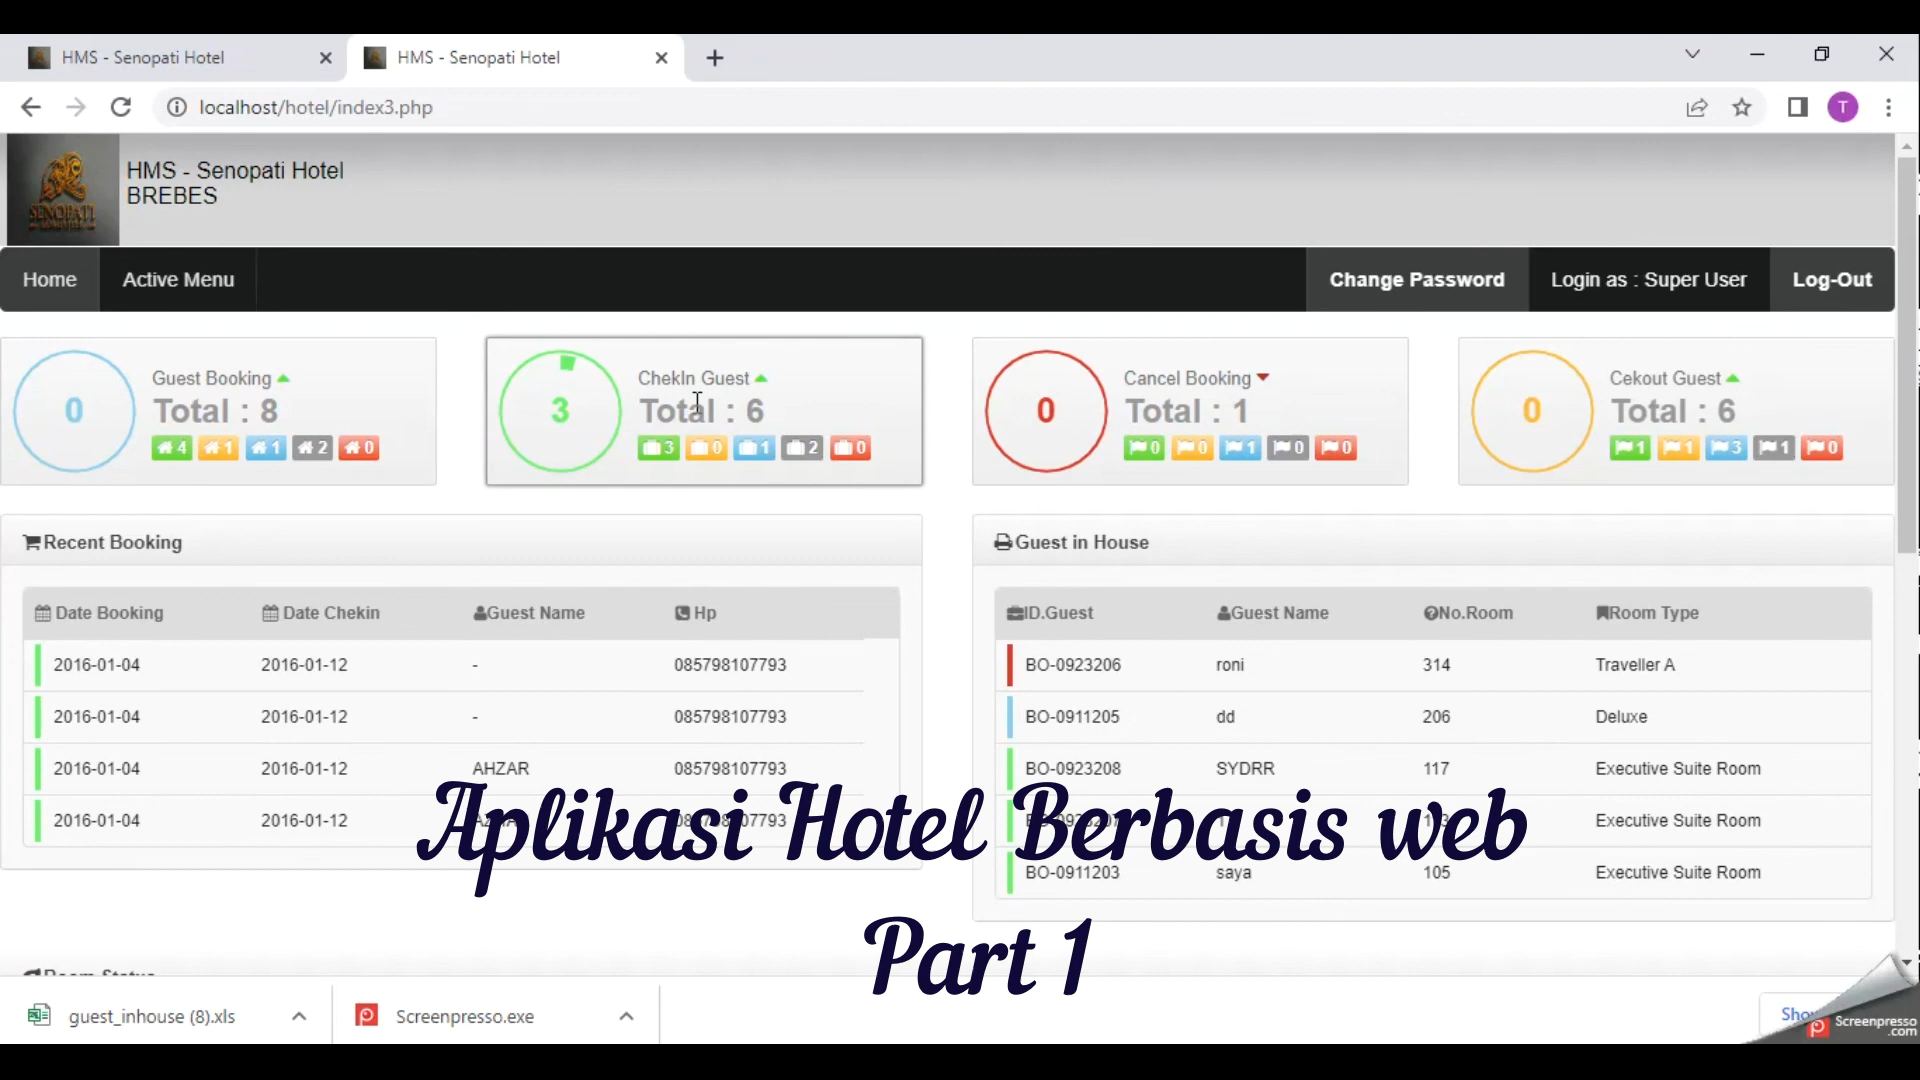 HMS - Senopati Hotel
HMS - Senopati Hotel
localhost/hotel/index3.php
T
SENOPATI
HMS - Senopati Hotel
BREBES
Home
Active Menu
Change Password
Login as : Super User
Log-Out
0
Guest Booking
Total : 8
4 1 1 2 0
3
ChekIn Guest
Total : 6
3 0 1 2 0
0
Cancel Booking
Total : 1
0 0 1 0 0
0
Cekout Guest
Total : 6
1 1 3 1 0
Recent Booking
Date Booking Date Chekin Guest Name Hp
2016-01-04 2016-01-12 - 085798107793
2016-01-04 2016-01-12 - 085798107793
2016-01-04 2016-01-12 AHZAR 085798107793
2016-01-04 2016-01-12
Guest in House
ID.Guest Guest Name No.Room Room Type
BO-0923206 roni 314 Traveller A
BO-0911205 dd 206 Deluxe
BO-0923208 SYDRR 117 Executive Suite Room
Executive Suite Room
BO-0911203 saya 105 Executive Suite Room
Aplikasi Hotel Berbasis web
Part 1
Room Status
guest_inhouse (8).xls
Screenpresso.exe
Screenpresso
.com